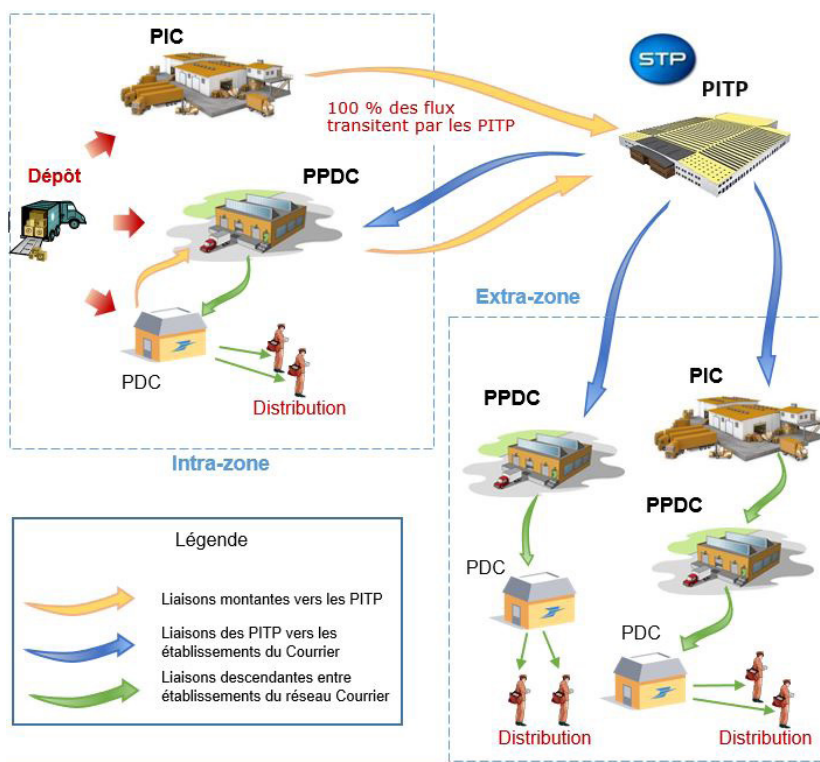 PIC
STP
PITP
100 % des flux
transitent par les PITP
Dépôt
PPDC
PDC
Distribution
Intra-zone
Extra-zone
PPDC
PIC
PPDC
PDC
PDC
Distribution
Distribution
Légende
Liaisons montantes vers les PITP
Liaisons des PITP vers les
établissements du Courrier
Liaisons descendantes entre
établissements du réseau Courrier